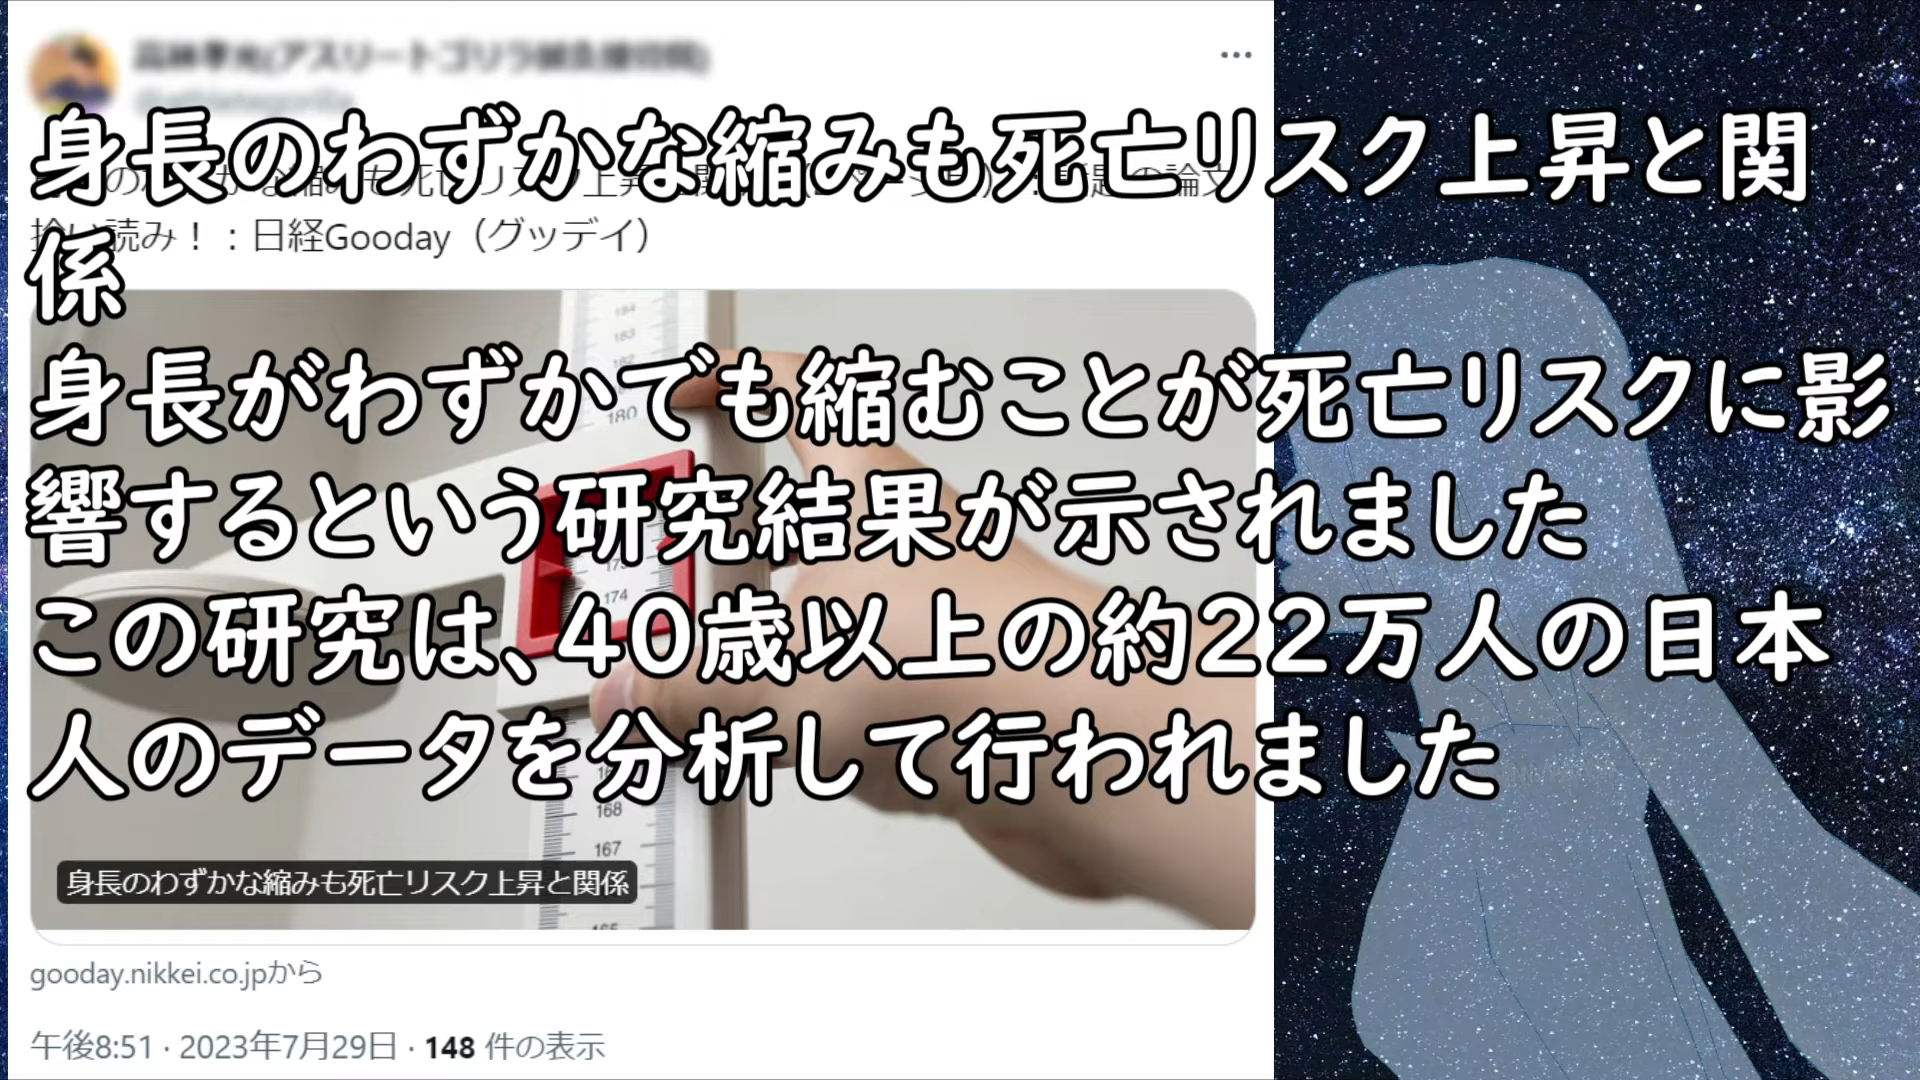 身長のわずかな縮みも死亡リスク上昇と関
係
読み!:日経Gooday（グッデイ）
身長がわずかでも縮むことが死亡リスクに影
響するという研究結果が示されました
この研究は、40歳以上の約22万人の日本
人のデータを分析して行われました
184
183
182
180
174
168
167
身長のわずかな縮みも死亡リスク上昇と関係
gooday.nikkei.co.jpから
午後8:51 · 2023年7月29日 · 148 件の表示